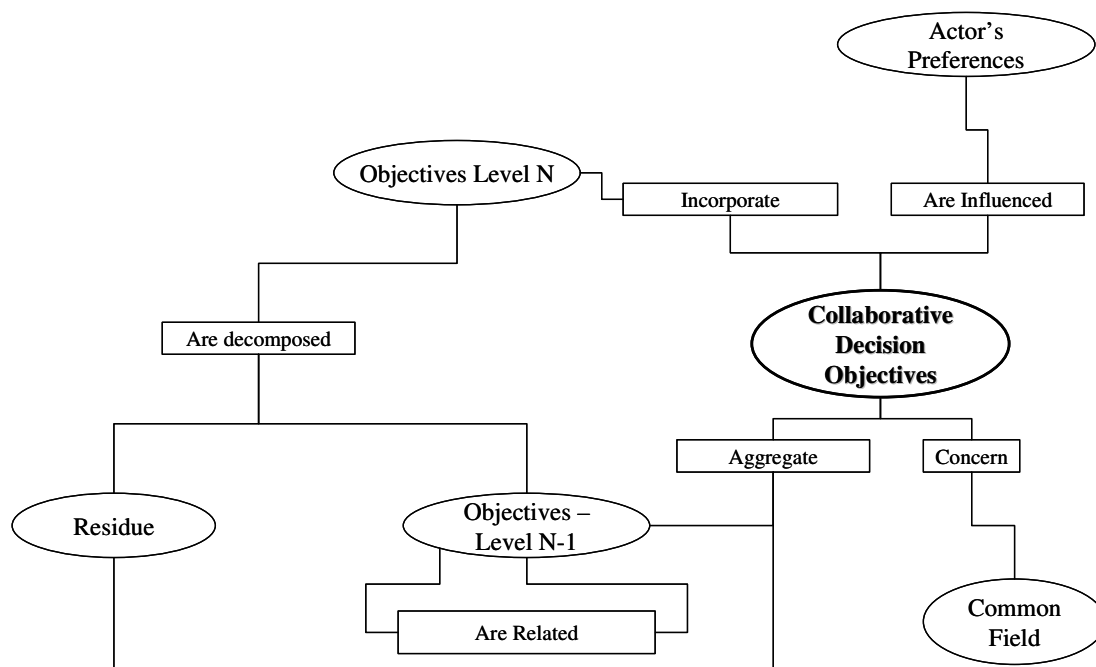 Actor's
Preferences
Objectives Level N
Incorporate
Are Influenced
Collaborative
Decision
Objectives
Are decomposed
Aggregate
Concern
Residue
Objectives –
Level N-1
Common
Field
Are Related